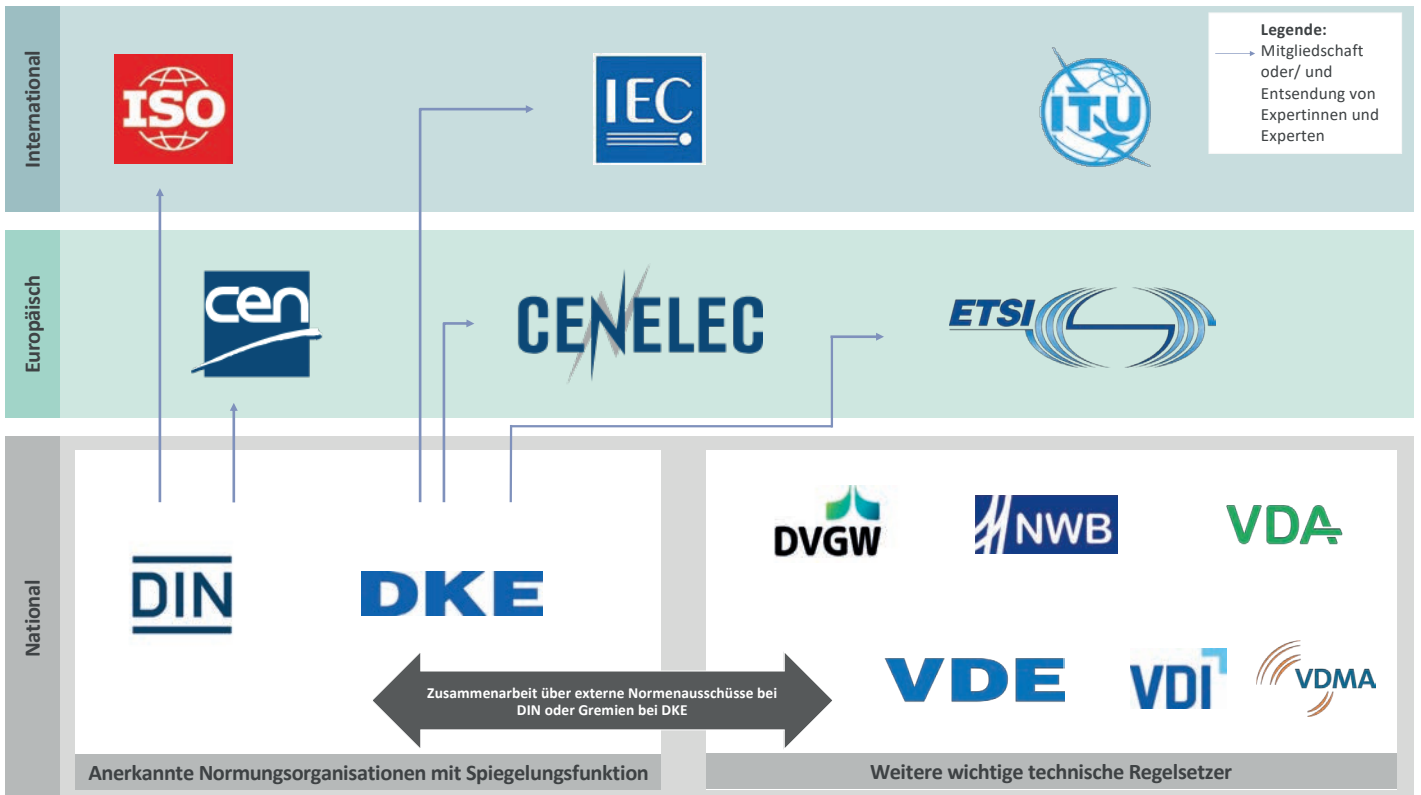 International
ISO
IEC
ITU
Legende:
Mitgliedschaft
oder/ und
Entsendung von
Expertinnen und
Experten
Europäisch
cen
CENELEC
ETSI
National
DIN
DKE
DVGW
NWB
VDA
VDE
VDI
VDMA
Zusammenarbeit über externe Normenausschüsse bei
DIN oder Gremien bei DKE
Anerkannte Normungsorganisationen mit Spiegelungsfunktion
Weitere wichtige technische Regelsetzer